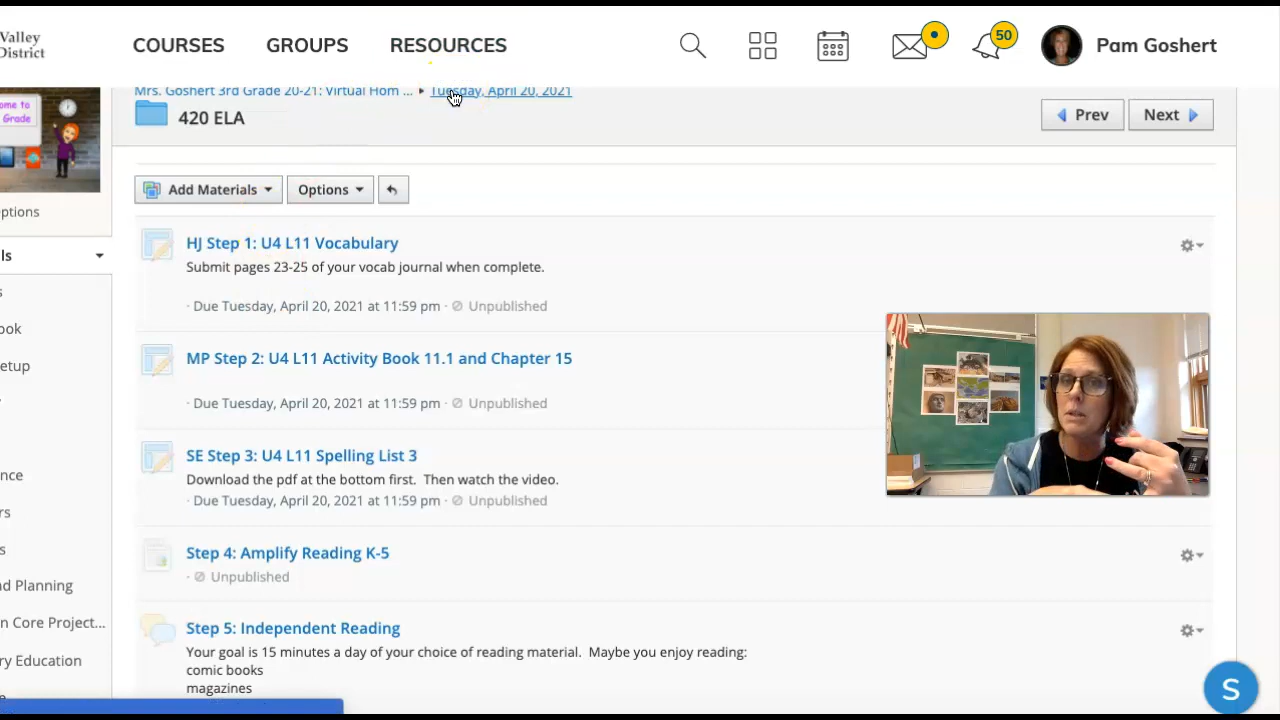 Valley
District
COURSES GROUPS RESOURCES 50 Pam Goshert
Mrs. Goshert 3rd Grade 20-21: Virtual Hom ... Tuesday, April 20, 2021
420 ELA
Prev Next
ome to
Grade
Add Materials Options
ptions
ls
HJ Step 1: U4 L11 Vocabulary
Submit pages 23-25 of your vocab journal when complete.
· Due Tuesday, April 20, 2021 at 11:59 pm · Unpublished
s
ook
MP Step 2: U4 L11 Activity Book 11.1 and Chapter 15
etup
· Due Tuesday, April 20, 2021 at 11:59 pm · Unpublished
SE Step 3: U4 L11 Spelling List 3
nce
Download the pdf at the bottom first. Then watch the video.
· Due Tuesday, April 20, 2021 at 11:59 pm · Unpublished
rs
s
Step 4: Amplify Reading K-5
· Unpublished
nd Planning
n Core Project...
Step 5: Independent Reading
Your goal is 15 minutes a day of your choice of reading material. Maybe you enjoy reading:
ry Education
comic books
magazines
S